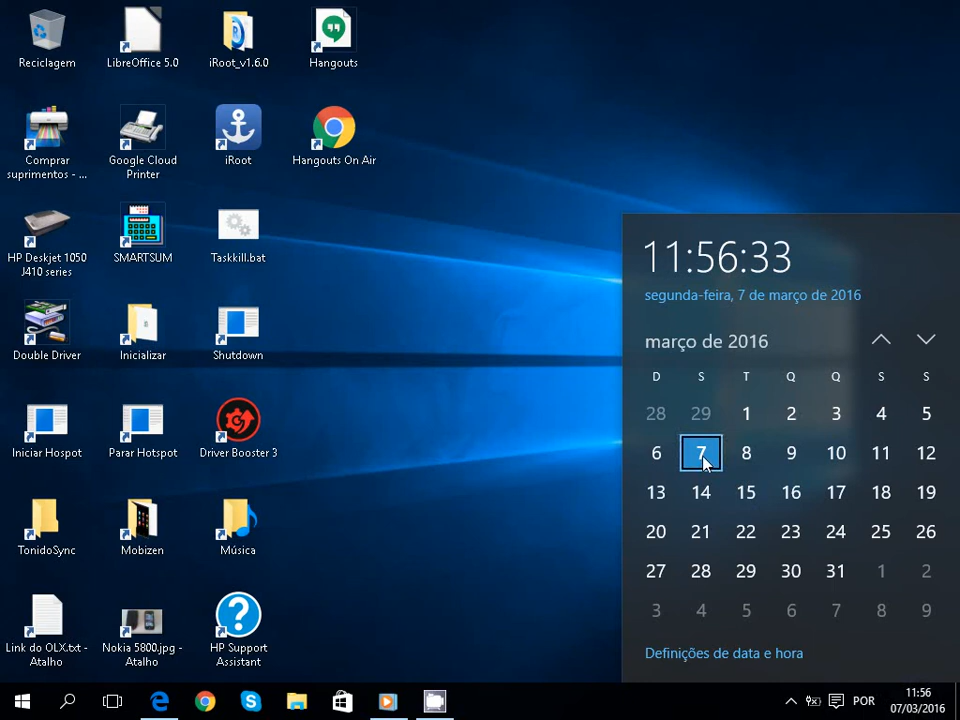 Reciclagem
LibreOffice 5.0
iRoot_v1.6.0
Hangouts
Comprar
suprimentos - ...
Google Cloud
Printer
iRoot
Hangouts On Air
HP Deskjet 1050
J410 series
SMARTSUM
Taskkill.bat
Double Driver
Inicializar
Shutdown
Iniciar Hospot
Parar Hotspot
Driver Booster 3
TonidoSync
Mobizen
Música
Link do OLX.txt -
Atalho
Nokia 5800.jpg -
Atalho
HP Support
Assistant
11:56:33
segunda-feira, 7 de março de 2016
março de 2016
D S T Q Q S S
28 29 1 2 3 4 5
6 7 8 9 10 11 12
13 14 15 16 17 18 19
20 21 22 23 24 25 26
27 28 29 30 31 1 2
3 4 5 6 7 8 9
Definições de data e hora
POR
11:56
07/03/2016